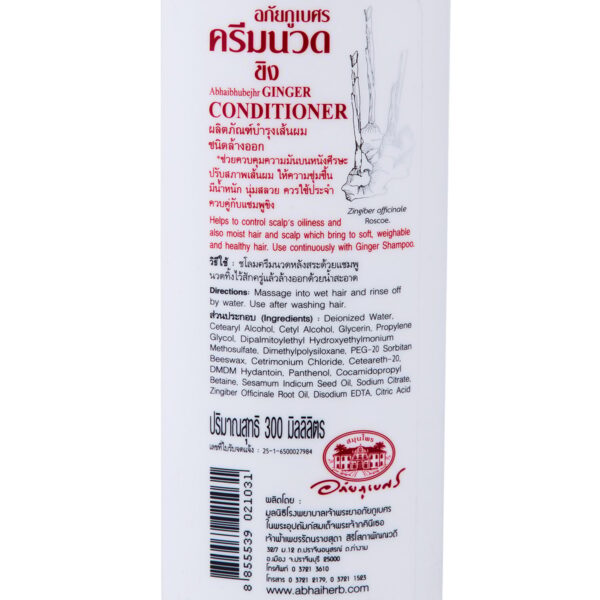 อภัยภูเบศร
ครีมนวด
ขิง
Abhaibhubejhr GINGER
CONDITIONER
ผลิตภัณฑ์บำรุงเส้นผม
ชนิดล้างออก
*ช่วยควบคุมความมันบนหนังศีรษะ
ปรับสภาพเส้นผม ให้ความชุ่มชื้น
มีน้ำหนัก นุ่มสลวย ควรใช้ประจำ
ควบคู่กับแชมพูขิง
Zingiber officinale
Roscoe.
Helps to control scalp's oiliness and
also moist hair and scalp which bring to soft, weighable
and healthy hair. Use continuously with Ginger Shampoo.
วิธีใช้ : ชโลมครีมนวดหลังสระด้วยแชมพู
นวดทิ้งไว้สักครู่แล้วล้างออกด้วยน้ำสะอาด
Directions: Massage into wet hair and rinse off
by water. Use after washing hair.
ส่วนประกอบ (Ingredients) : Deionized Water,
Cetearyl Alcohol, Cetyl Alcohol, Glycerin, Propylene
Glycol, Dipalmitoylethyl Hydroxyethylmonium
Methosulfate, Dimethylpolysiloxane, PEG-20 Sorbitan
Beeswax, Cetrimonium Chloride, Ceteareth-20,
DMDM Hydantoin, Panthenol, Cocamidopropyl
Betaine, Sesamum Indicum Seed Oil, Sodium Citrate,
Zingiber Officinale Root Oil, Disodium EDTA, Citric Acid
ปริมาณสุทธิ 300 มิลลิลิตร
เลขที่ใบรับจดแจ้ง : 25-1-6500027984
สมุนไพร
อภัยภูเบศร
8 855539 021031
ผลิตโดย :
มูลนิธิโรงพยาบาลเจ้าพระยาอภัยภูเบศร
ในพระอุปถัมภ์สมเด็จพระเจ้าภคินีเธอ
เจ้าฟ้าเพชรรัตนราชสุดา สิริโสภาพัณณวดี
32/7 ม.12 ถ.ปราจีนอนุสรณ์ ต.ท่างาม
อ.เมือง จ.ปราจีนบุรี 25000
โทรศัพท์ 0 3721 3610
โทรสาร 0 3721 2179, 0 3721 1523
www.abhaiherb.com